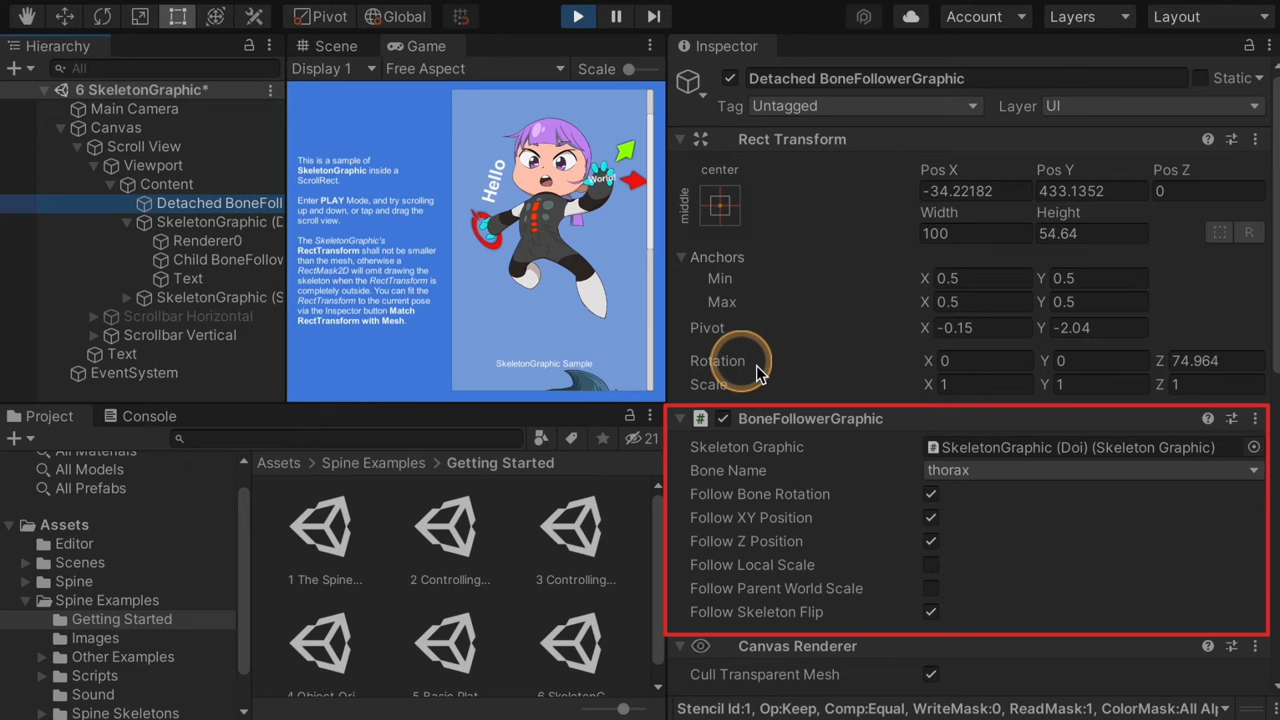 Pivot
Global
Account
Layers
Layout
Hierarchy
All
6 SkeletonGraphic*
Main Camera
Canvas
Scroll View
Viewport
Content
Detached BoneFoll
SkeletonGraphic (D
Renderer0
Child BoneFollow
Text
SkeletonGraphic (S
Scrollbar Horizontal
Scrollbar Vertical
Text
EventSystem
Scene
Game
Display 1
Free Aspect
Scale
This is a sample of
SkeletonGraphic inside a
ScrollRect.
Enter PLAY Mode, and try scrolling
up and down, or tap and drag the
scroll view.
The SkeletonGraphic's
RectTransform shall not be smaller
than the mesh, otherwise a
RectMask2D will omit drawing the
skeleton when the RectTransform is
completely outside. You can fit the
RectTransform to the current pose
via the Inspector button Match
RectTransform with Mesh.
Hello
World!
SkeletonGraphic Sample
Inspector
Detached BoneFollowerGraphic
Static
Tag Untagged
Layer UI
Rect Transform
center
middle
Pos X Pos Y Pos Z
-34.22182 433.1352 0
Width Height
100 54.64
R
Anchors
Min X 0.5 Y 0.5
Max X 0.5 Y 0.5
Pivot X -0.15 Y -2.04
Rotation X 0 Y 0 Z 74.964
Scale X 1 Y 1 Z 1
# BoneFollowerGraphic
Skeleton Graphic # SkeletonGraphic (Doi) (Skeleton Graphic)
Bone Name thorax
Follow Bone Rotation
Follow XY Position
Follow Z Position
Follow Local Scale
Follow Parent World Scale
Follow Skeleton Flip
Canvas Renderer
Cull Transparent Mesh
Stencil Id:1, Op:Keep, Comp:Equal, WriteMask:0, ReadMask:1, ColorMask:All Al
Project
Console
21
All Materials
All Models
All Prefabs
Assets
Editor
Scenes
Spine
Spine Examples
Getting Started
Images
Other Examples
Scripts
Sound
Spine Skeletons
Assets > Spine Examples > Getting Started
1 The Spine...
2 Controlling...
3 Controlling...
4 Object Ori...
5 Basic Plat...
6 SkeletonG...